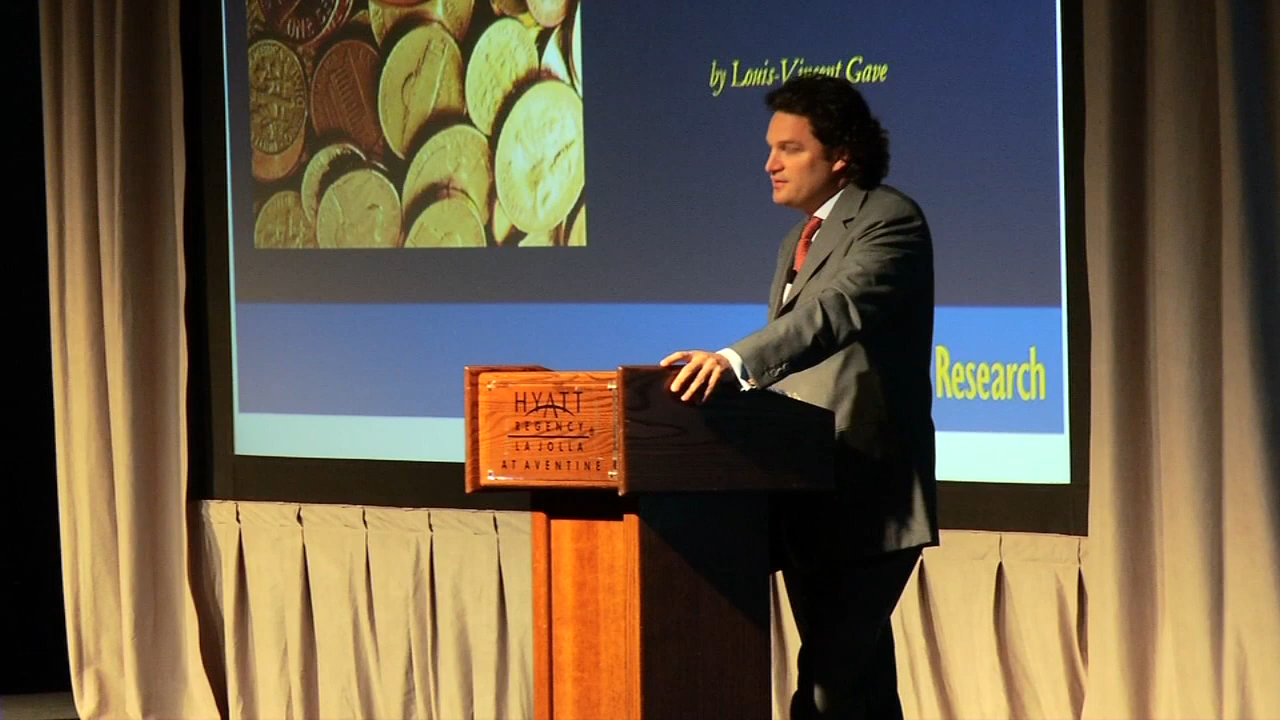 by Louis-Vincent Gave
Research
HYATT
REGENCY®
LA JOLLA
AT AVENTINE